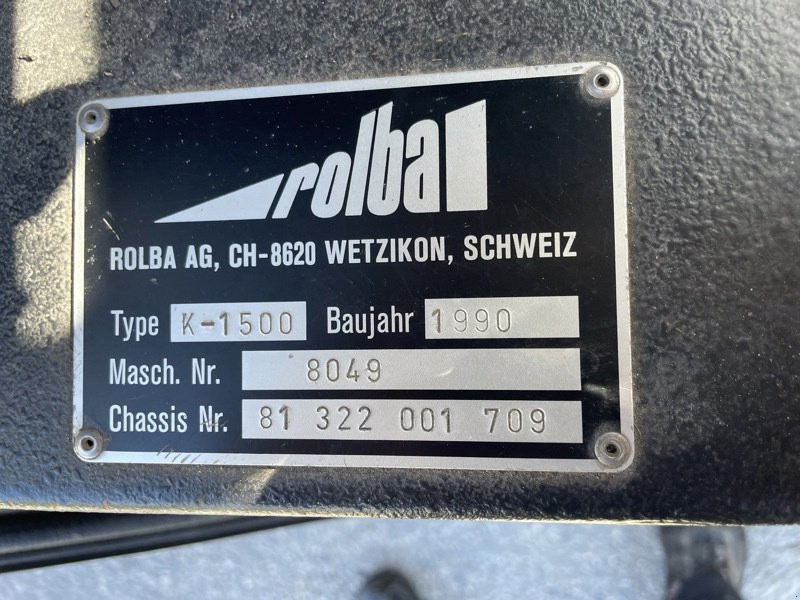 rolba
ROLBA AG, CH-8620 WETZIKON, SCHWEIZ
Type K-1500 Baujahr 1990
Masch. Nr. 8049
Chassis Nr. 81 322 001 709